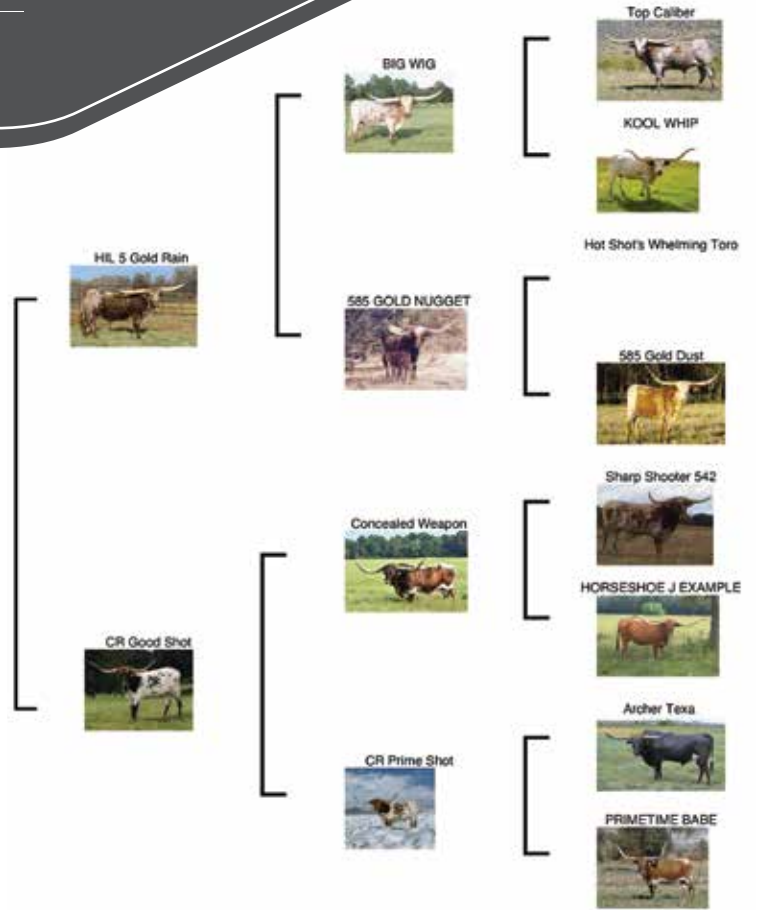 Top Caliber
BIG WIG
KOOL WHIP
Hot Shot's Whelming Toro
HIL 5 Gold Rain
585 GOLD NUGGET
585 Gold Dust
Sharp Shooter 542
Concealed Weapon
HORSESHOE J EXAMPLE
CR Good Shot
Archer Texa
CR Prime Shot
PRIMETIME BABE